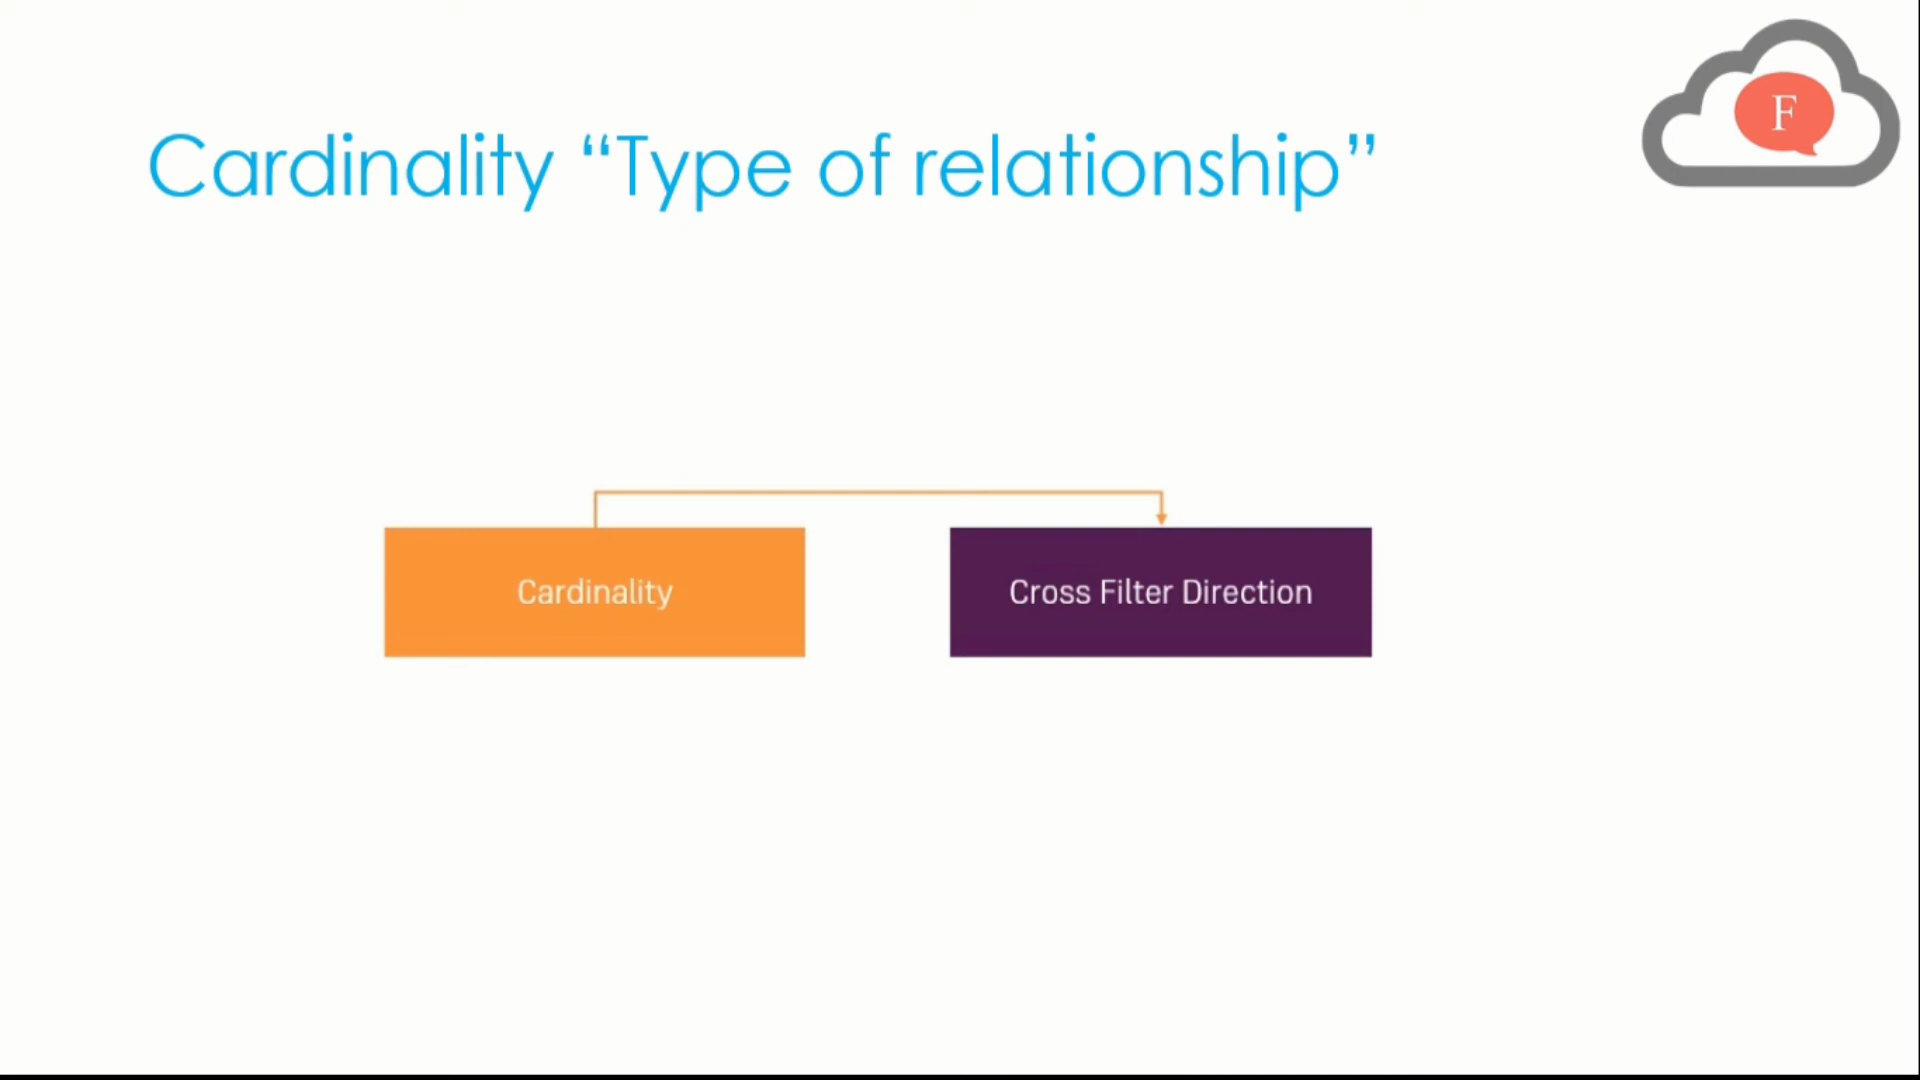 F
Cardinality “Type of relationship”
Cardinality
Cross Filter Direction